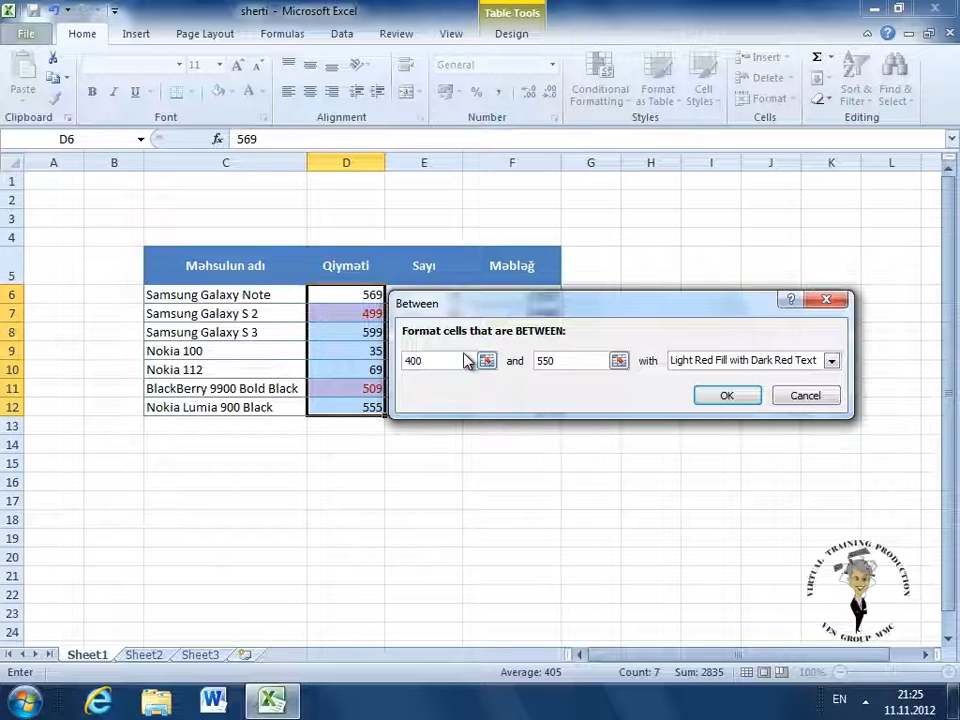 sherti - Microsoft Excel
Table Tools
File Home Insert Page Layout Formulas Data Review View Design
Paste
11
General
Conditional Formatting
Format as Table
Cell Styles
Insert
Delete
Format
Sort & Filter
Find & Select
Clipboard Font Alignment Number Styles Cells Editing
D6 fx 569
A B C D E F G H I J K L
1
2
3
4
5 Məhsulun adı Qiyməti Sayı Məbləğ
6 Samsung Galaxy Note 569
7 Samsung Galaxy S 2 499
8 Samsung Galaxy S 3 599
9 Nokia 100 35
10 Nokia 112 69
11 BlackBerry 9900 Bold Black 509
12 Nokia Lumia 900 Black 555
13
14
15
16
17
18
19
20
21
22
23
24
Between
Format cells that are BETWEEN:
400 and 550 with Light Red Fill with Dark Red Text
OK Cancel
VIRTUAL TRAINING PRODUCTION
YES GROUP MMC
Sheet1 Sheet2 Sheet3
Enter Average: 405 Count: 7 Sum: 2835 100%
EN 21:25
11.11.2012